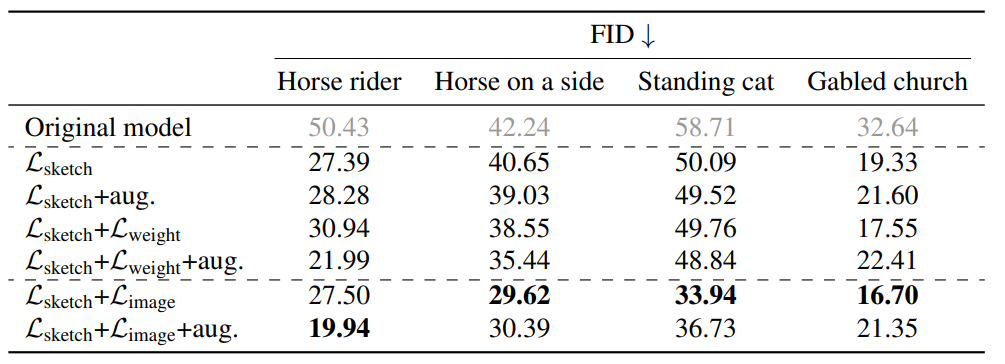 FID ↓
Horse rider Horse on a side Standing cat Gabled church
Original model 50.43 42.24 58.71 32.64
ℒsketch 27.39 40.65 50.09 19.33
ℒsketch+aug. 28.28 39.03 49.52 21.60
ℒsketch+ℒweight 30.94 38.55 49.76 17.55
ℒsketch+ℒweight+aug. 21.99 35.44 48.84 22.41
ℒsketch+ℒimage 27.50 29.62 33.94 16.70
ℒsketch+ℒimage+aug. 19.94 30.39 36.73 21.35